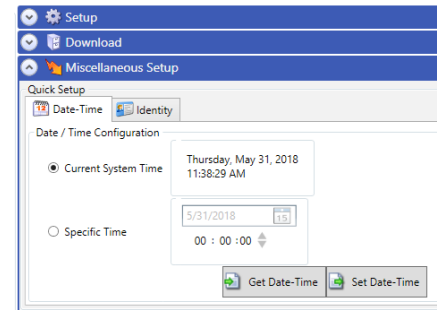 Setup
Download
Miscellaneous Setup
Quick Setup
Date-Time Identity
Date / Time Configuration
Current System Time
Thursday, May 31, 2018
11:38:29 AM
Specific Time
5/31/2018 15
00 : 00 :00
Get Date-Time Set Date-Time